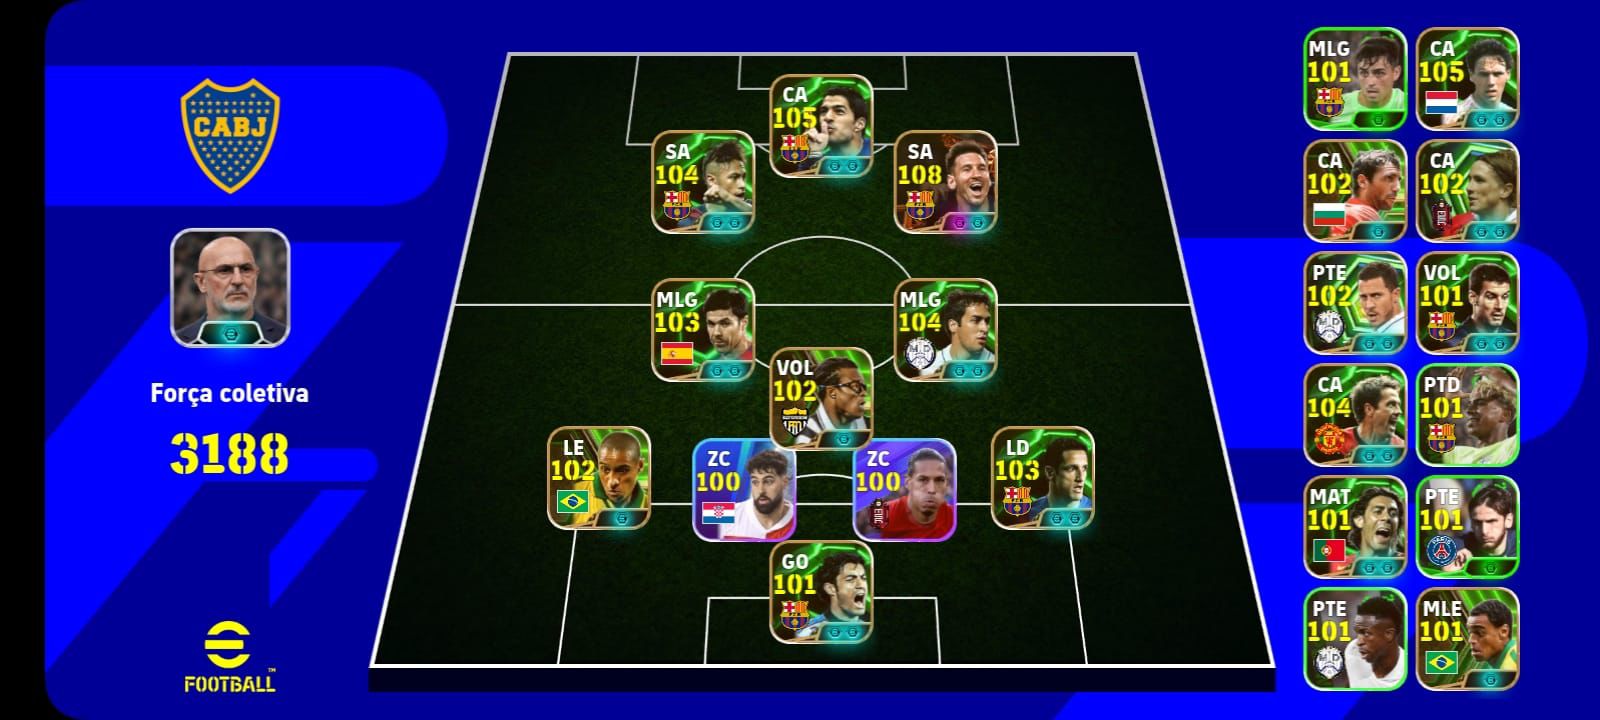 CABJ
Força coletiva
3188
FOOTBALL™
CA
105
SA
104
SA
108
MLG
103
MLG
104
VOL
102
LE
102
ZC
100
ZC
100
LD
103
GO
101
MLG
101
CA
105
CA
102
CA
102
PTE
102
VOL
101
CA
104
PTD
101
MAT
101
PTE
101
PTE
101
MLE
101